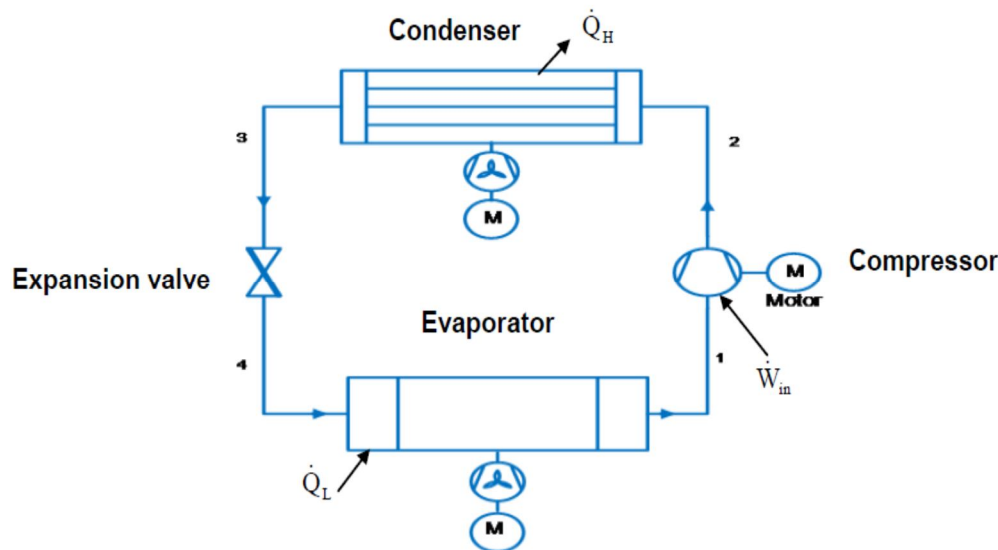 Condenser
Q̇H
3
2
M
Expansion valve
M
Motor
Compressor
Evaporator
4
1
Ẇin
Q̇L
M